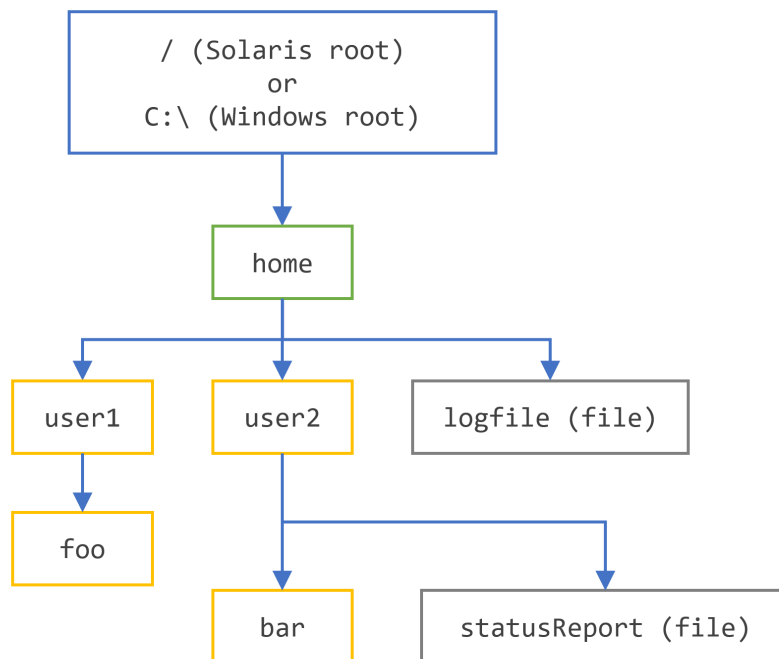 / (Solaris root)
or
C:\ (Windows root)
home
user1
user2
logfile (file)
foo
bar
statusReport (file)